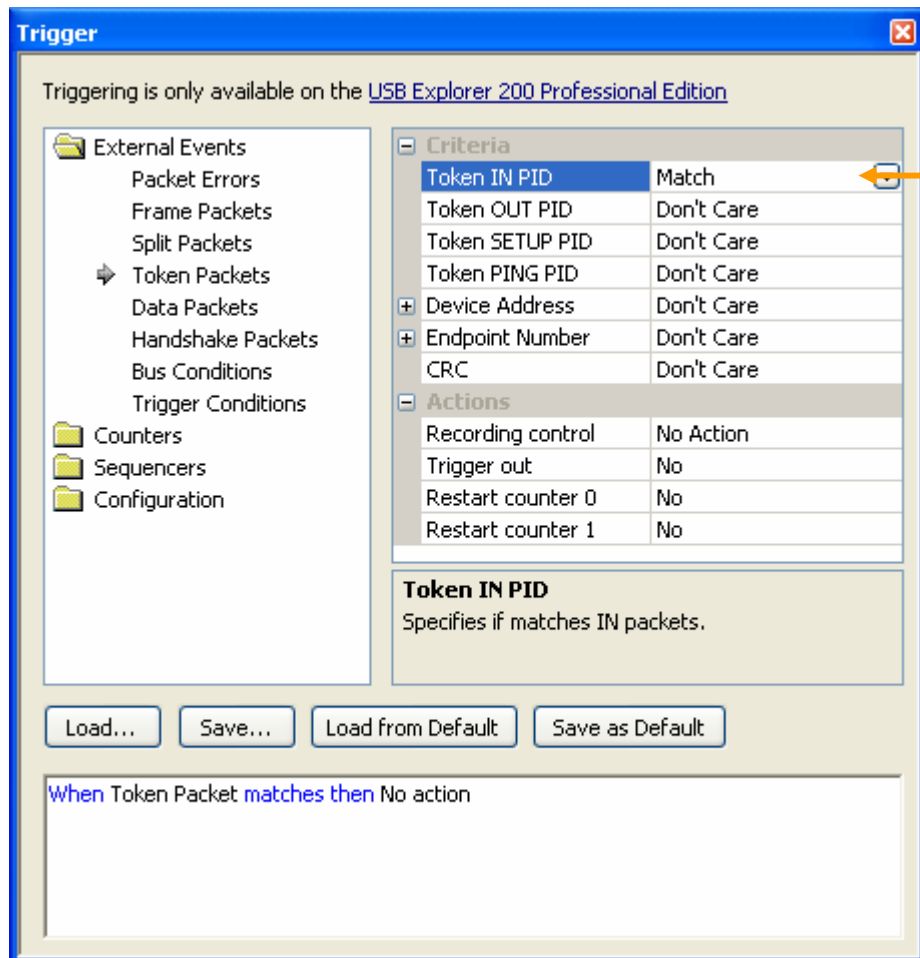 Trigger
Triggering is only available on the USB Explorer 200 Professional Edition
External Events
Packet Errors
Frame Packets
Split Packets
Token Packets
Data Packets
Handshake Packets
Bus Conditions
Trigger Conditions
Counters
Sequencers
Configuration
Criteria
Token IN PID Match
Token OUT PID Don't Care
Token SETUP PID Don't Care
Token PING PID Don't Care
Device Address Don't Care
Endpoint Number Don't Care
CRC Don't Care
Actions
Recording control No Action
Trigger out No
Restart counter 0 No
Restart counter 1 No
Token IN PID
Specifies if matches IN packets.
Load... Save... Load from Default Save as Default
When Token Packet matches then No action